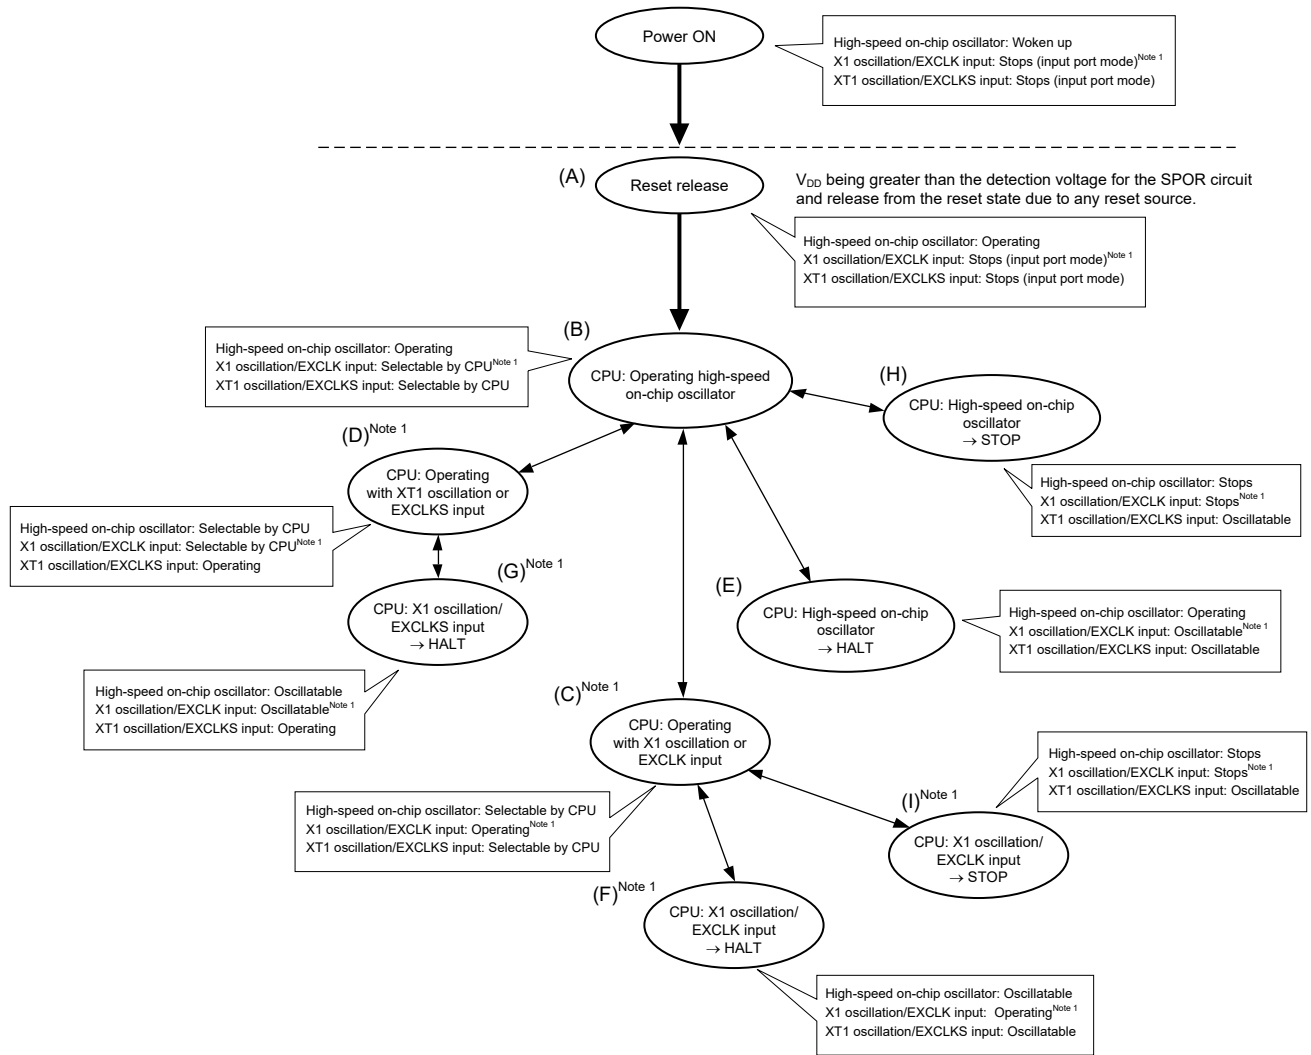 Power ON
High-speed on-chip oscillator: Woken up
X1 oscillation/EXCLK input: Stops (input port mode)Note 1
XT1 oscillation/EXCLKS input: Stops (input port mode)
(A)
Reset release
VDD being greater than the detection voltage for the SPOR circuit
and release from the reset state due to any reset source.
High-speed on-chip oscillator: Operating
X1 oscillation/EXCLK input: Stops (input port mode)Note 1
XT1 oscillation/EXCLKS input: Stops (input port mode)
(B)
High-speed on-chip oscillator: Operating
X1 oscillation/EXCLK input: Selectable by CPUNote 1
XT1 oscillation/EXCLKS input: Selectable by CPU
CPU: Operating high-speed
on-chip oscillator
(H)
CPU: High-speed on-chip
oscillator
→ STOP
High-speed on-chip oscillator: Stops
X1 oscillation/EXCLK input: StopsNote 1
XT1 oscillation/EXCLKS input: Oscillatable
(D)Note 1
CPU: Operating
with XT1 oscillation or
EXCLKS input
High-speed on-chip oscillator: Selectable by CPU
X1 oscillation/EXCLK input: Selectable by CPUNote 1
XT1 oscillation/EXCLKS input: Operating
(G)Note 1
CPU: X1 oscillation/
EXCLKS input
→ HALT
High-speed on-chip oscillator: Oscillatable
X1 oscillation/EXCLK input: OscillatableNote 1
XT1 oscillation/EXCLKS input: Operating
(E)
CPU: High-speed on-chip
oscillator
→ HALT
High-speed on-chip oscillator: Operating
X1 oscillation/EXCLK input: OscillatableNote 1
XT1 oscillation/EXCLKS input: Oscillatable
(C)Note 1
CPU: Operating
with X1 oscillation or
EXCLK input
High-speed on-chip oscillator: Selectable by CPU
X1 oscillation/EXCLK input: OperatingNote 1
XT1 oscillation/EXCLKS input: Selectable by CPU
High-speed on-chip oscillator: Stops
X1 oscillation/EXCLK input: StopsNote 1
XT1 oscillation/EXCLKS input: Oscillatable
(I)Note 1
CPU: X1 oscillation/
EXCLK input
→ STOP
(F)Note 1
CPU: X1 oscillation/
EXCLK input
→ HALT
High-speed on-chip oscillator: Oscillatable
X1 oscillation/EXCLK input: OperatingNote 1
XT1 oscillation/EXCLKS input: Oscillatable